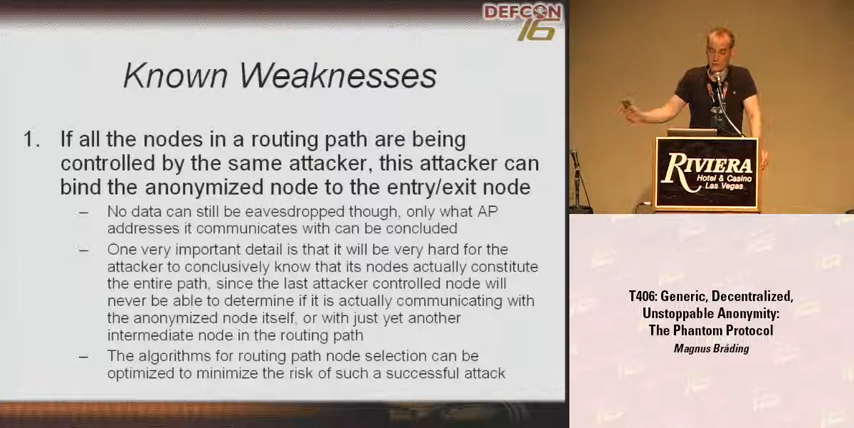 DEFCON
16
Known Weaknesses
1. If all the nodes in a routing path are being
controlled by the same attacker, this attacker can
bind the anonymized node to the entry/exit node
– No data can still be eavesdropped though, only what AP
addresses it communicates with can be concluded
– One very important detail is that it will be very hard for the
attacker to conclusively know that its nodes actually constitute
the entire path, since the last attacker controlled node will
never be able to determine if it is actually communicating with
the anonymized node itself, or with just yet another
intermediate node in the routing path
– The algorithms for routing path node selection can be
optimized to minimize the risk of such a successful attack
RIVIERA
Hotel & Casino
Las Vegas
T406: Generic, Decentralized,
Unstoppable Anonymity:
The Phantom Protocol
Magnus Bråding